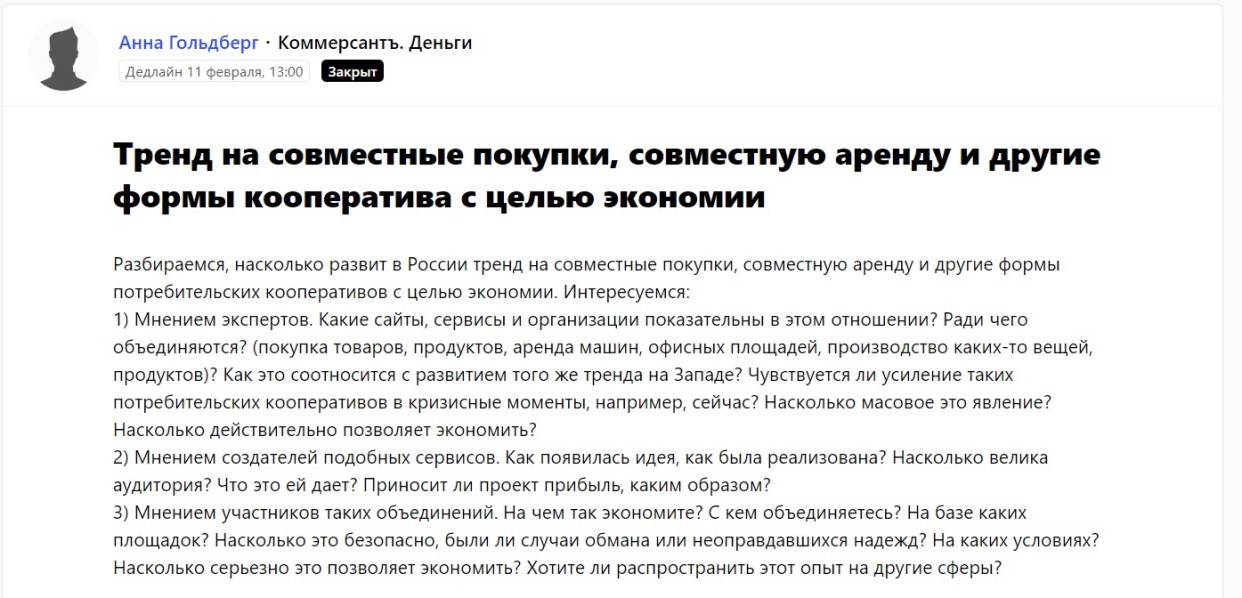 Анна Гольдберг · Коммерсантъ. Деньги
Дедлайн 11 февраля, 13:00 Закрыт
Тренд на совместные покупки, совместную аренду и другие
формы кооператива с целью экономии
Разбираемся, насколько развит в России тренд на совместные покупки, совместную аренду и другие формы
потребительских кооперативов с целью экономии. Интересуемся:
1) Мнением экспертов. Какие сайты, сервисы и организации показательны в этом отношении? Ради чего
объединяются? (покупка товаров, продуктов, аренда машин, офисных площадей, производство каких-то вещей,
продуктов)? Как это соотносится с развитием того же тренда на Западе? Чувствуется ли усиление таких
потребительских кооперативов в кризисные моменты, например, сейчас? Насколько массовое это явление?
Насколько действительно позволяет экономить?
2) Мнением создателей подобных сервисов. Как появилась идея, как была реализована? Насколько велика
аудитория? Что это ей дает? Приносит ли проект прибыль, каким образом?
3) Мнением участников таких объединений. На чем так экономите? С кем объединяетесь? На базе каких
площадок? Насколько это безопасно, были ли случаи обмана или неоправдавшихся надежд? На каких условиях?
Насколько серьезно это позволяет экономить? Хотите ли распространить этот опыт на другие сферы?